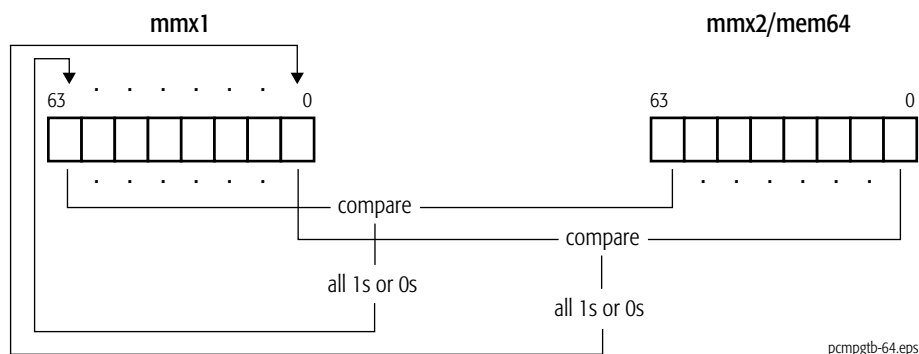 mmx1 mmx2/mem64
. . . . . .
63 0 63 0
. . . . . . . . . . . .
compare
compare
all 1s or 0s
all 1s or 0s
pcmpgtb-64.eps